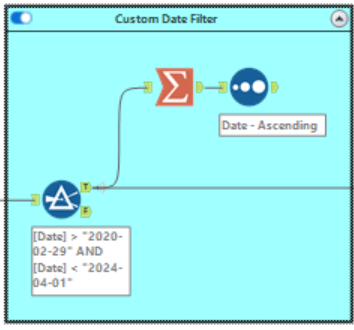 Custom Date Filter
Date - Ascending
T
F
[Date] > "2020-
02-29" AND
[Date] < "2024-
04-01"